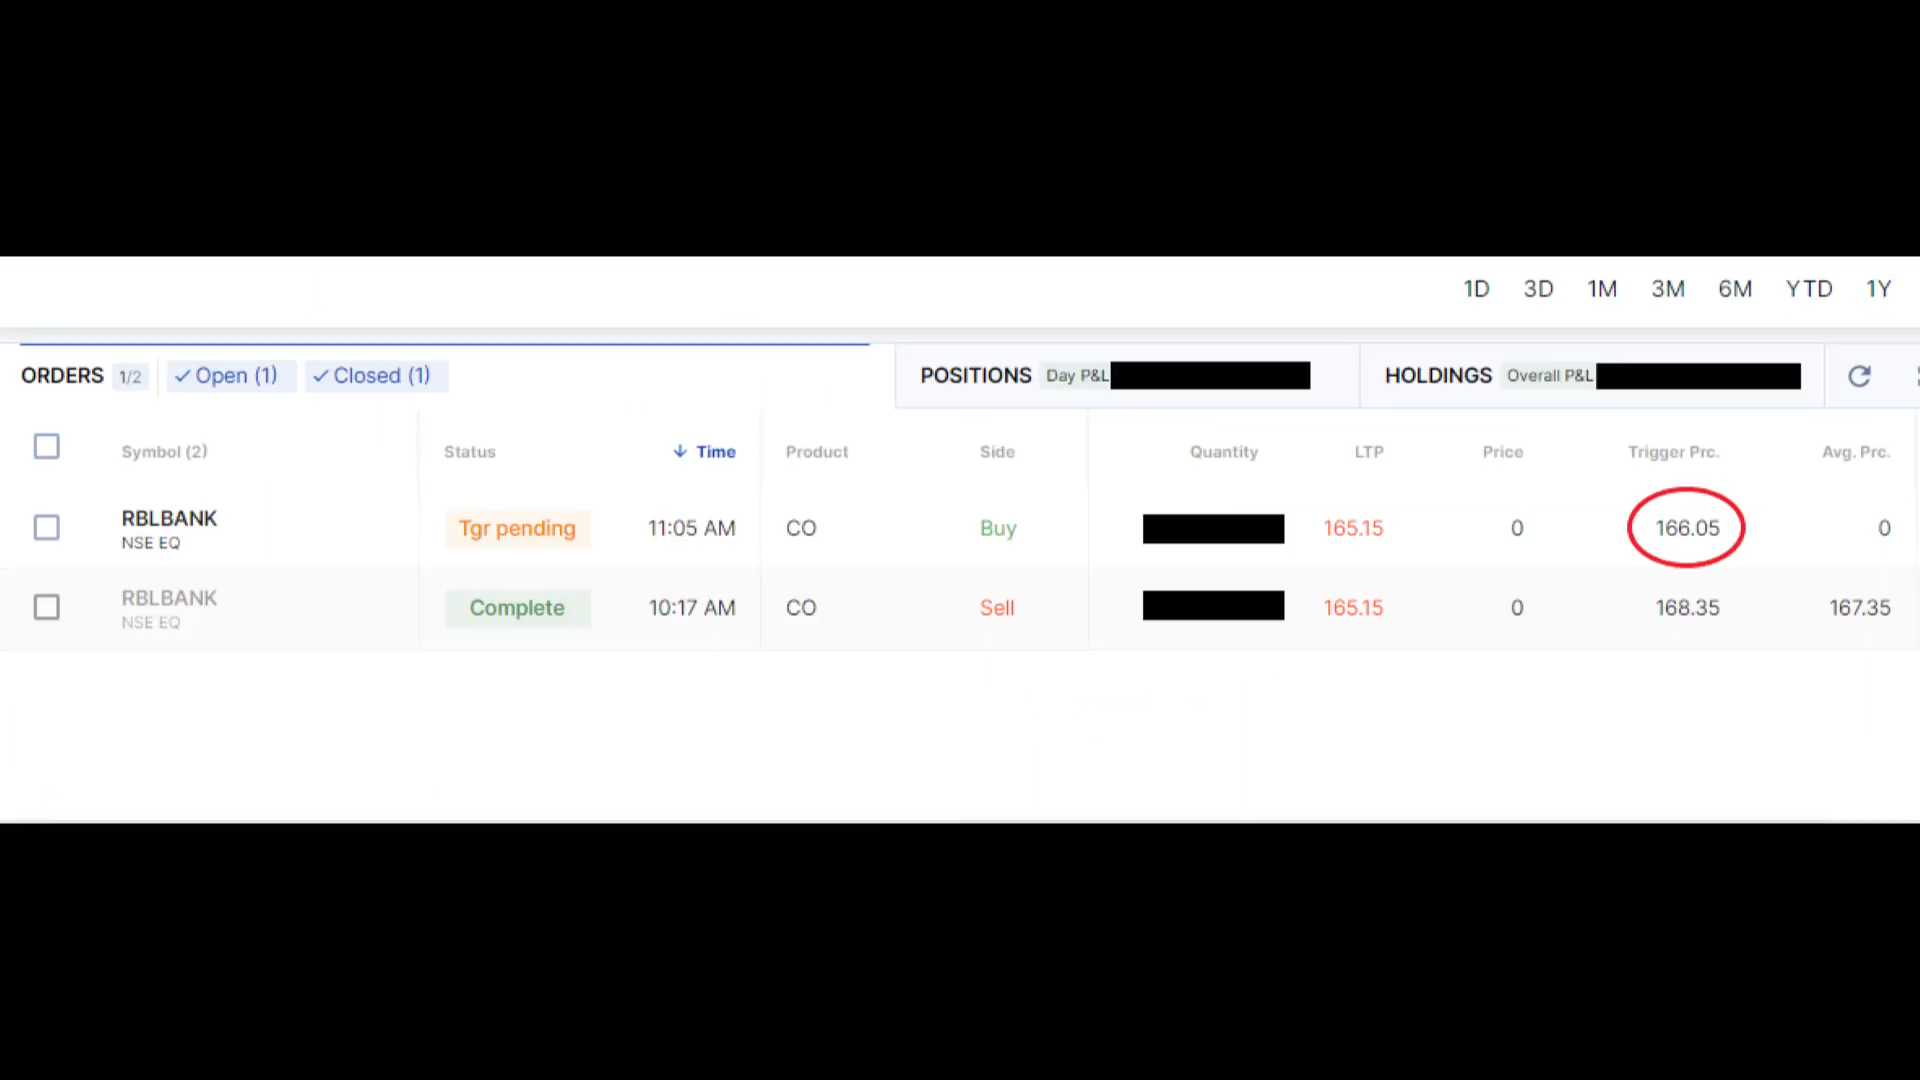 1D 3D 1M 3M 6M YTD 1Y
ORDERS 1/2 Open (1) Closed (1) POSITIONS Day P&L HOLDINGS Overall P&L
Symbol (2) Status Time Product Side Quantity LTP Price Trigger Prc. Avg. Prc.
RBLBANK Tgr pending 11:05 AM CO Buy 165.15 0 166.05 0
NSE EQ
RBLBANK Complete 10:17 AM CO Sell 165.15 0 168.35 167.35
NSE EQ